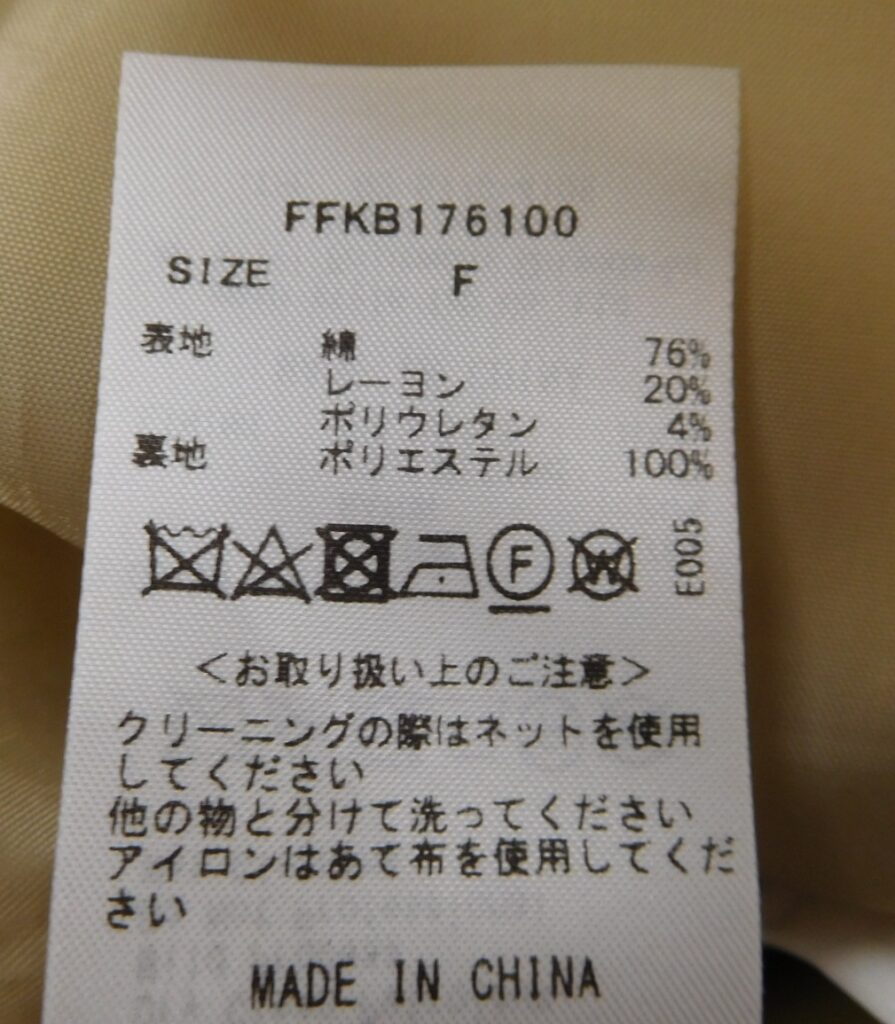 FFKB176100
SIZE F
表地 綿 76%
レーヨン 20%
ポリウレタン 4%
裏地 ポリエステル 100%
F W E005
<お取り扱い上のご注意>
クリーニングの際はネットを使用
してください
他の物と分けて洗ってください
アイロンはあて布を使用してくだ
さい
MADE IN CHINA